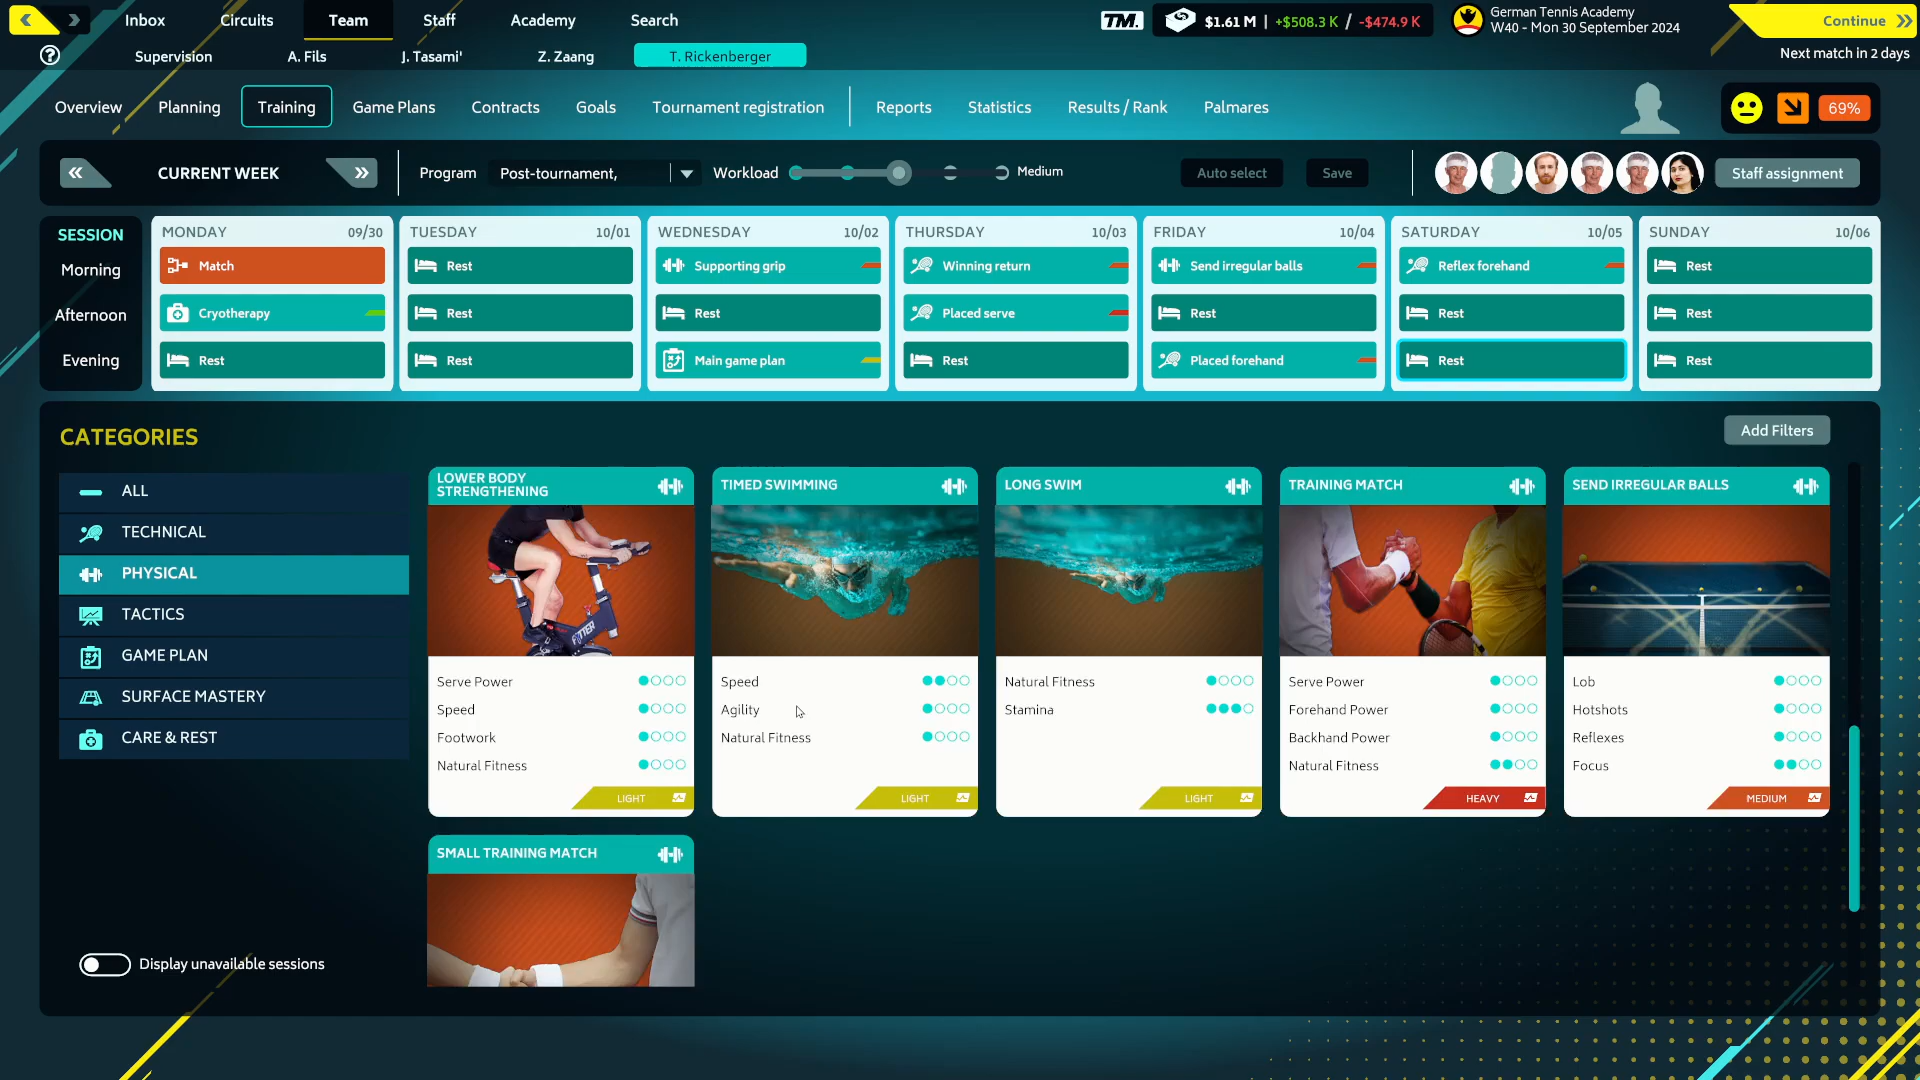 Inbox
Circuits
Team
Staff
Academy
Search
TM.
$1.61 M | +$508.3 K / -$474.9 K
German Tennis Academy
W40 - Mon 30 September 2024
Continue
Next match in 2 days
?
Supervision
A. Fils
J. Tasami'
Z. Zaang
T. Rickenberger
Overview
Planning
Training
Game Plans
Contracts
Goals
Tournament registration
Reports
Statistics
Results / Rank
Palmares
69%
CURRENT WEEK
Program
Post-tournament,
Workload
Medium
Auto select
Save
Staff assignment
SESSION
Morning
Afternoon
Evening
MONDAY 09/30
Match
Cryotherapy
Rest
TUESDAY 10/01
Rest
Rest
Rest
WEDNESDAY 10/02
Supporting grip
Rest
Main game plan
THURSDAY 10/03
Winning return
Placed serve
Rest
FRIDAY 10/04
Send irregular balls
Rest
Placed forehand
SATURDAY 10/05
Reflex forehand
Rest
Rest
SUNDAY 10/06
Rest
Rest
Rest
CATEGORIES
Add Filters
ALL
TECHNICAL
PHYSICAL
TACTICS
GAME PLAN
SURFACE MASTERY
CARE & REST
Display unavailable sessions
LOWER BODY
STRENGTHENING
FITTER
Serve Power
Speed
Footwork
Natural Fitness
LIGHT
TIMED SWIMMING
Speed
Agility
Natural Fitness
LIGHT
LONG SWIM
Natural Fitness
Stamina
LIGHT
TRAINING MATCH
Serve Power
Forehand Power
Backhand Power
Natural Fitness
HEAVY
SEND IRREGULAR BALLS
Lob
Hotshots
Reflexes
Focus
MEDIUM
SMALL TRAINING MATCH